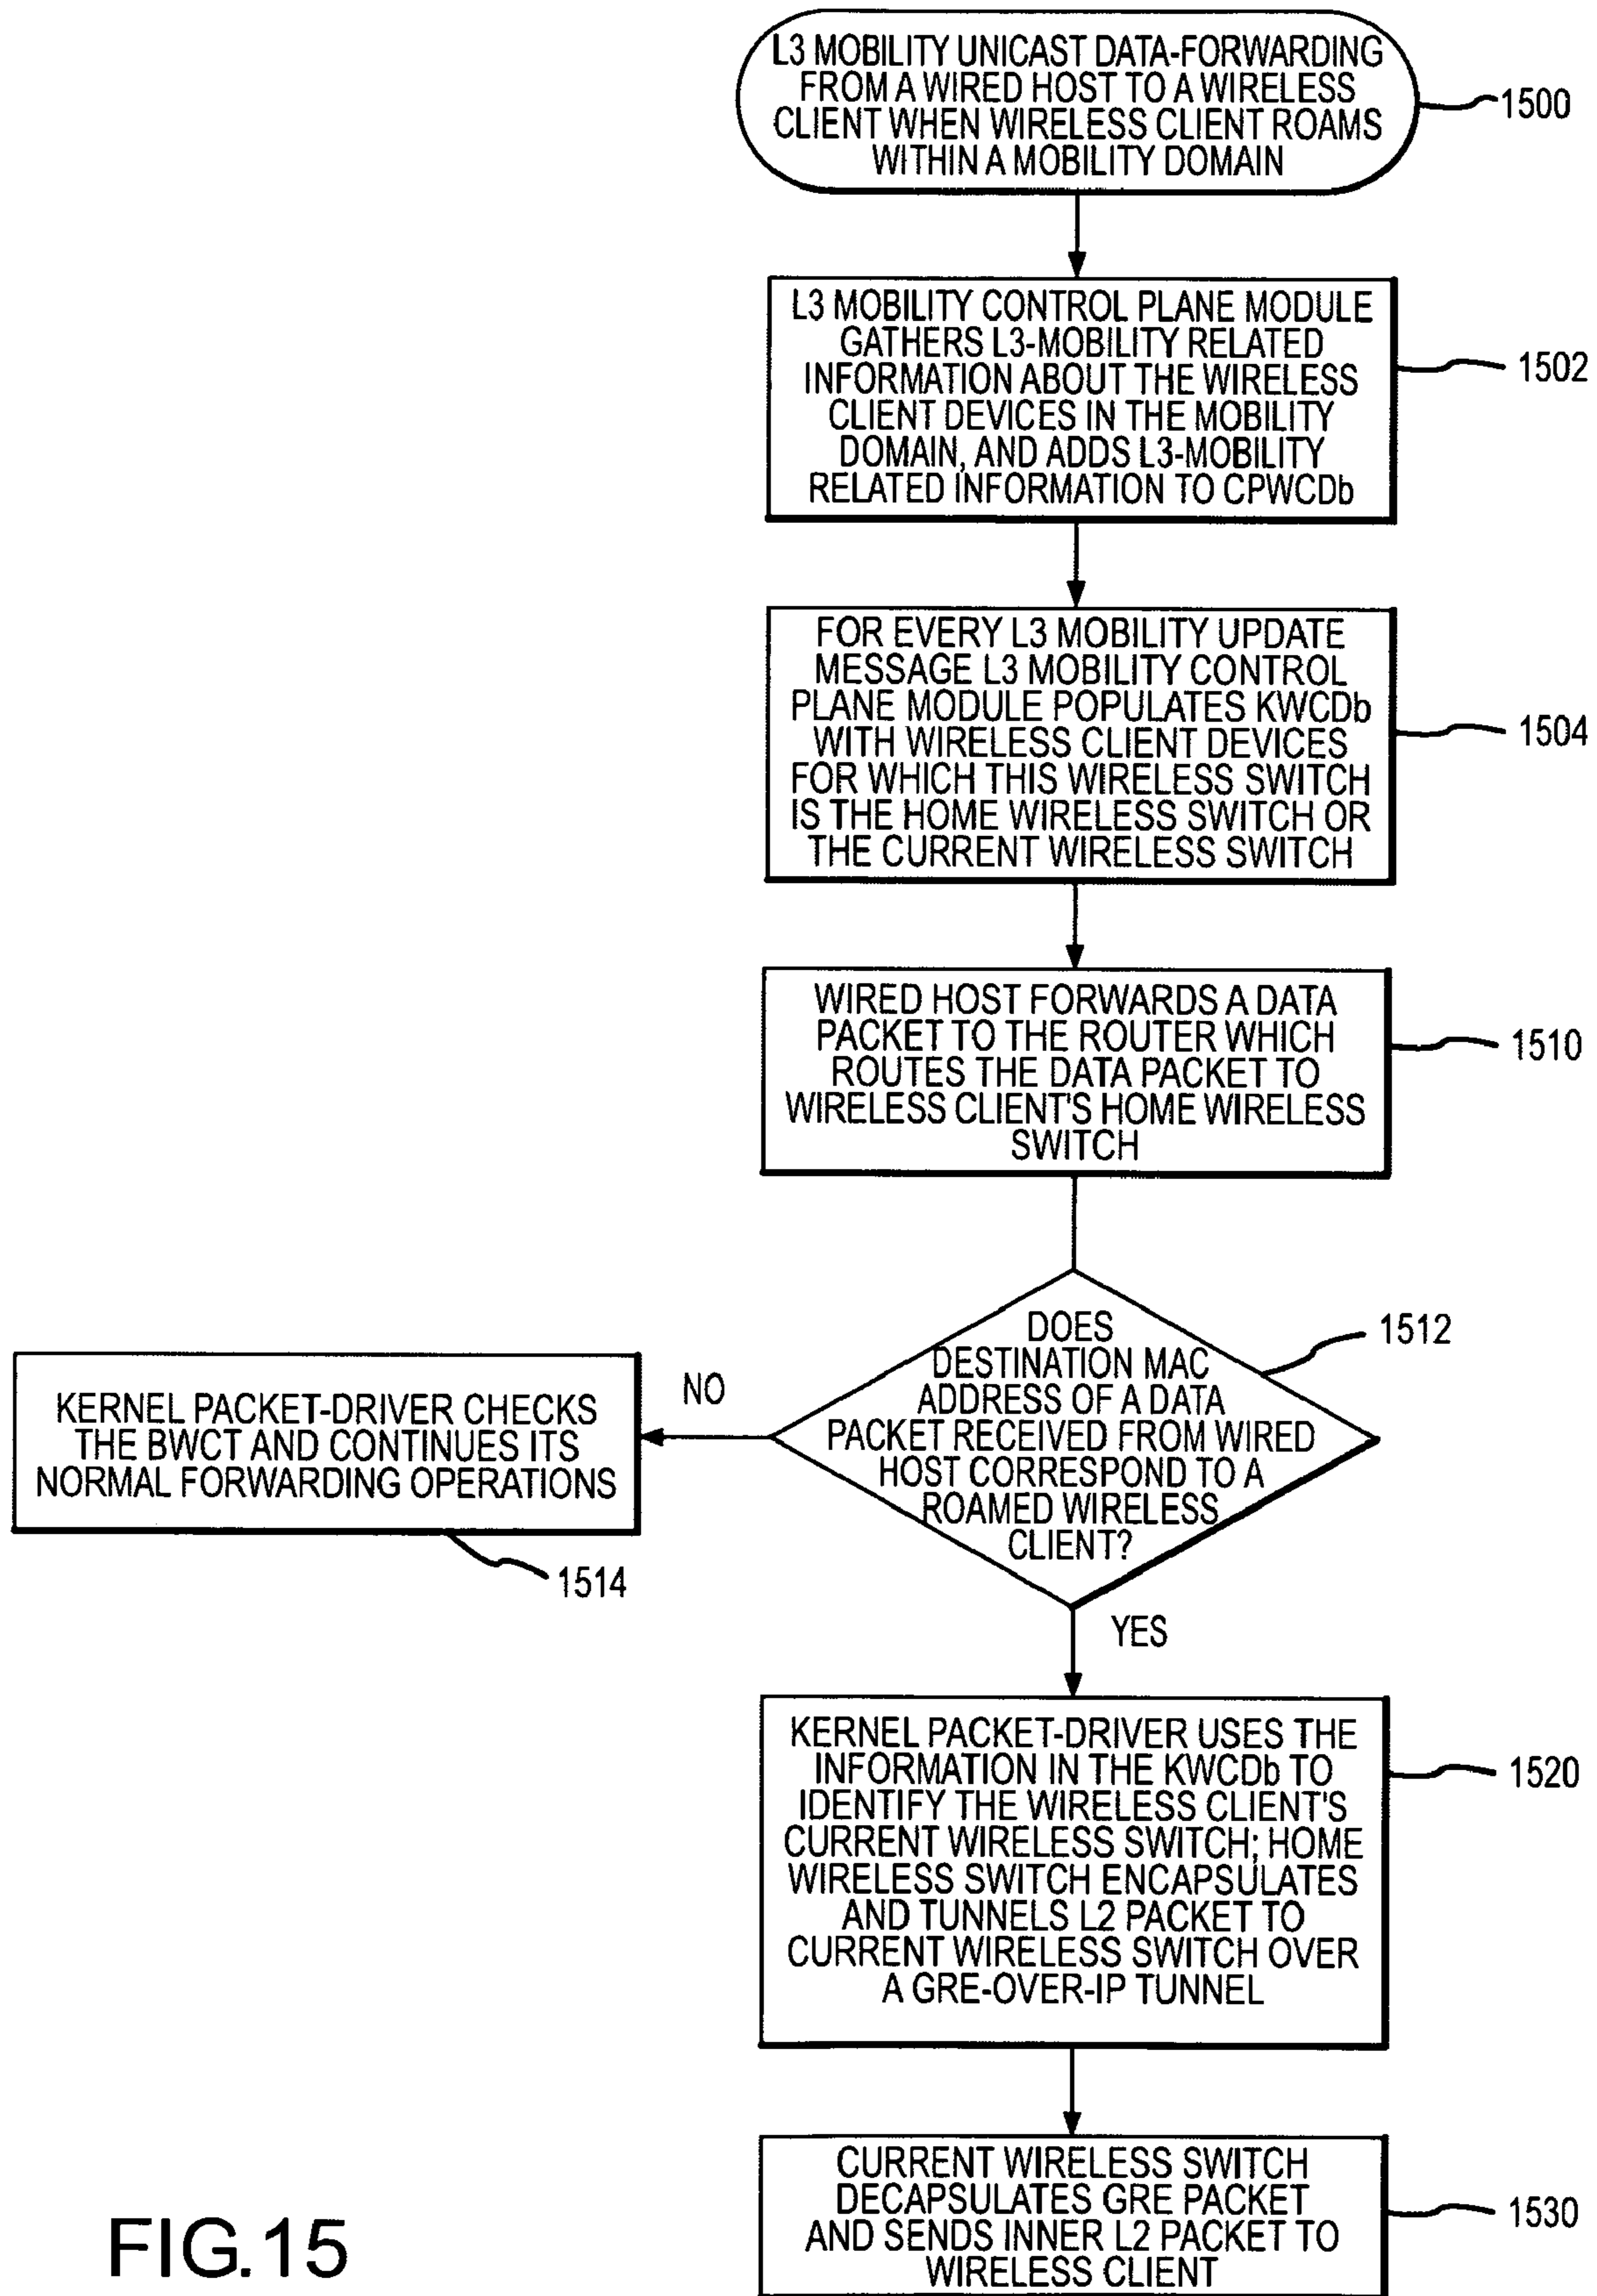 L3 MOBILITY UNICAST DATA-FORWARDING
FROM A WIRED HOST TO A WIRELESS
CLIENT WHEN WIRELESS CLIENT ROAMS
WITHIN A MOBILITY DOMAIN
1500
L3 MOBILITY CONTROL PLANE MODULE
GATHERS L3-MOBILITY RELATED
INFORMATION ABOUT THE WIRELESS
CLIENT DEVICES IN THE MOBILITY
DOMAIN, AND ADDS L3-MOBILITY
RELATED INFORMATION TO CPWCDb
1502
FOR EVERY L3 MOBILITY UPDATE
MESSAGE L3 MOBILITY CONTROL
PLANE MODULE POPULATES KWCDb
WITH WIRELESS CLIENT DEVICES
FOR WHICH THIS WIRELESS SWITCH
IS THE HOME WIRELESS SWITCH OR
THE CURRENT WIRELESS SWITCH
1504
WIRED HOST FORWARDS A DATA
PACKET TO THE ROUTER WHICH
ROUTES THE DATA PACKET TO
WIRELESS CLIENT'S HOME WIRELESS
SWITCH
1510
DOES
DESTINATION MAC
ADDRESS OF A DATA
PACKET RECEIVED FROM WIRED
HOST CORRESPOND TO A
ROAMED WIRELESS
CLIENT?
1512
NO
KERNEL PACKET-DRIVER CHECKS
THE BWCT AND CONTINUES ITS
NORMAL FORWARDING OPERATIONS
1514
YES
KERNEL PACKET-DRIVER USES THE
INFORMATION IN THE KWCDb TO
IDENTIFY THE WIRELESS CLIENT'S
CURRENT WIRELESS SWITCH; HOME
WIRELESS SWITCH ENCAPSULATES
AND TUNNELS L2 PACKET TO
CURRENT WIRELESS SWITCH OVER
A GRE-OVER-IP TUNNEL
1520
CURRENT WIRELESS SWITCH
DECAPSULATES GRE PACKET
AND SENDS INNER L2 PACKET TO
WIRELESS CLIENT
1530
FIG.15